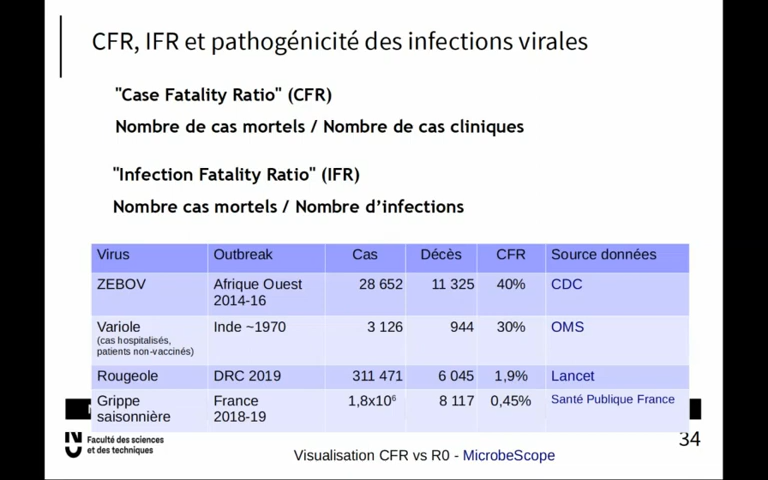 CFR, IFR et pathogénicité des infections virales
"Case Fatality Ratio" (CFR)
Nombre de cas mortels / Nombre de cas cliniques
"Infection Fatality Ratio" (IFR)
Nombre cas mortels / Nombre d’infections
Virus Outbreak Cas Décès CFR Source données
ZEBOV Afrique Ouest 28 652 11 325 40% CDC
2014-16
Variole Inde ~1970 3 126 944 30% OMS
(cas hospitalisés,
patients non-vaccinés)
Rougeole DRC 2019 311 471 6 045 1,9% Lancet
Grippe France 1,8x10⁶ 8 117 0,45% Santé Publique France
saisonnière 2018-19
Faculté des sciences
et des techniques
34
Visualisation CFR vs R0 - MicrobeScope